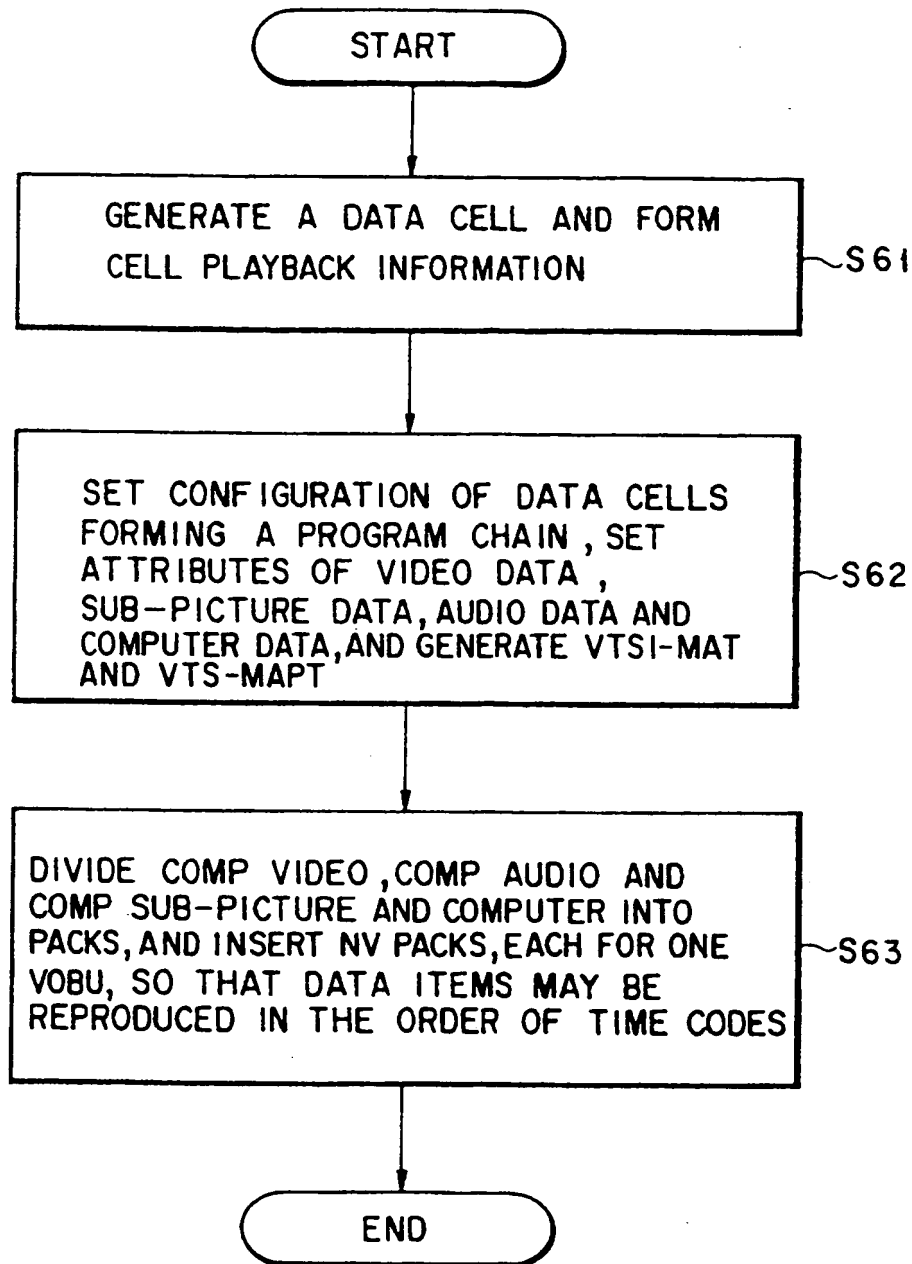 START
GENERATE A DATA CELL AND FORM
CELL PLAYBACK INFORMATION
S61
SET CONFIGURATION OF DATA CELLS
FORMING A PROGRAM CHAIN, SET
ATTRIBUTES OF VIDEO DATA,
SUB-PICTURE DATA, AUDIO DATA AND
COMPUTER DATA, AND GENERATE VTSI-MAT
AND VTS-MAPT
S62
DIVIDE COMP VIDEO, COMP AUDIO AND
COMP SUB-PICTURE AND COMPUTER INTO
PACKS, AND INSERT NV PACKS, EACH FOR ONE
VOBU, SO THAT DATA ITEMS MAY BE
REPRODUCED IN THE ORDER OF TIME CODES
S63
END